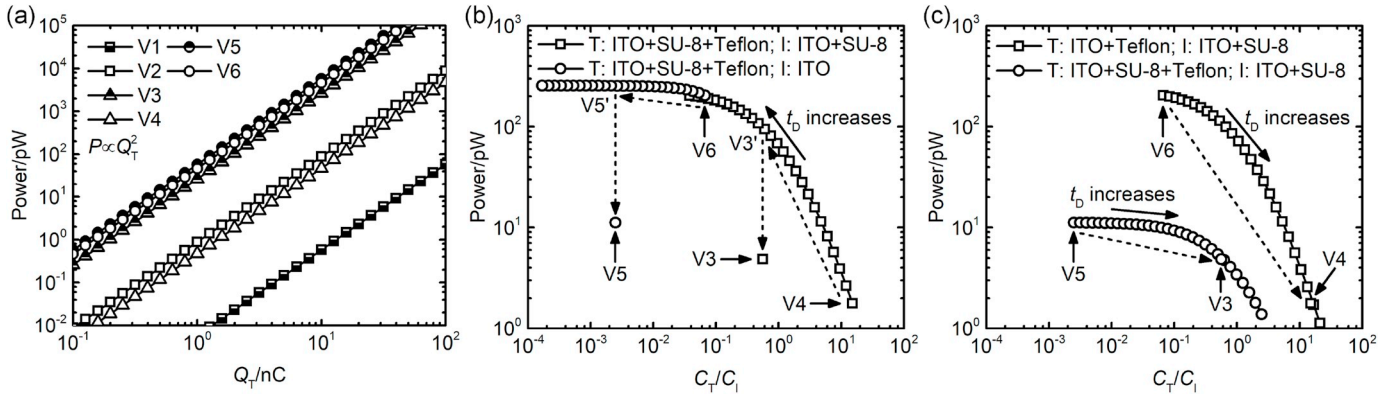 (a)
Power/pW
10^5
10^4
10^3
10^2
10^1
10^0
10^-1
10^-2
V1 V5
V2 V6
V3
V4
P∝Q_T^2
10^-1 10^0 10^1 10^2
Q_T/nC
(b)
Power/pW
10^3
10^2
10^1
10^0
T: ITO+SU-8+Teflon; I: ITO+SU-8
T: ITO+SU-8+Teflon; I: ITO
V5'
V6
V3'
t_D increases
V5
V3
V4
10^-4 10^-3 10^-2 10^-1 10^0 10^1 10^2
C_T/C_I
(c)
Power/pW
10^3
10^2
10^1
10^0
T: ITO+Teflon; I: ITO+SU-8
T: ITO+SU-8+Teflon; I: ITO+SU-8
V6
t_D increases
t_D increases
V5
V3
V4
10^-4 10^-3 10^-2 10^-1 10^0 10^1 10^2
C_T/C_I